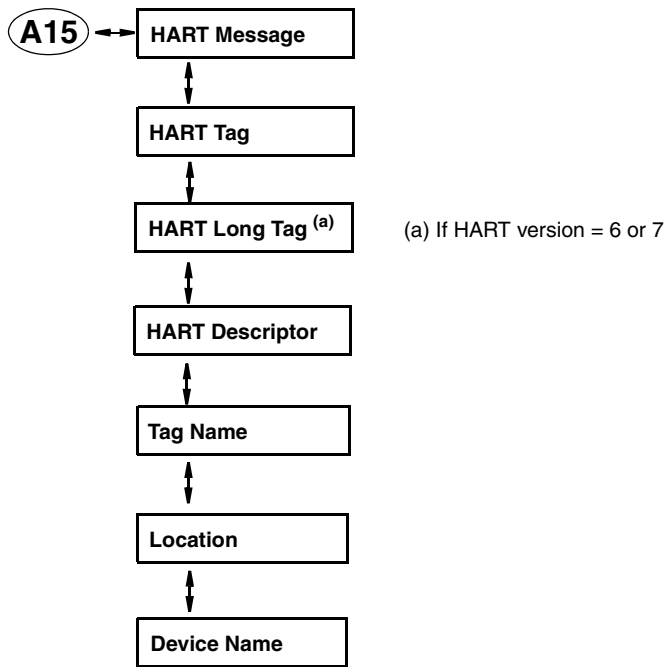 A15
HART Message
HART Tag
HART Long Tag (a)
(a) If HART version = 6 or 7
HART Descriptor
Tag Name
Location
Device Name